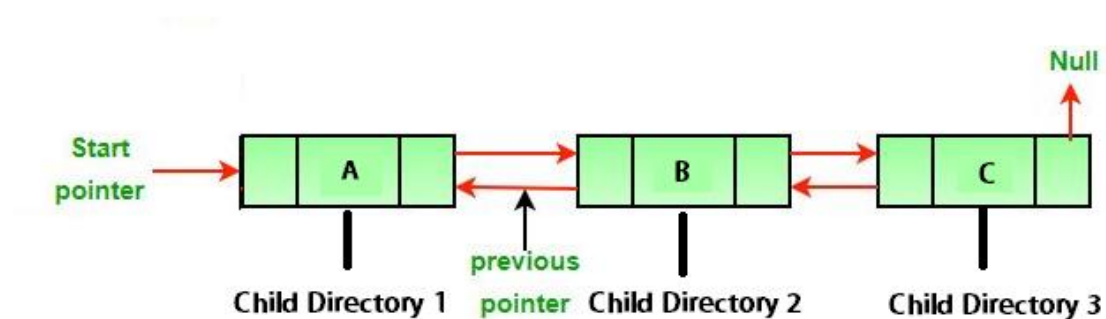 Null
Start
pointer
A
B
C
previous
pointer
Child Directory 1
Child Directory 2
Child Directory 3